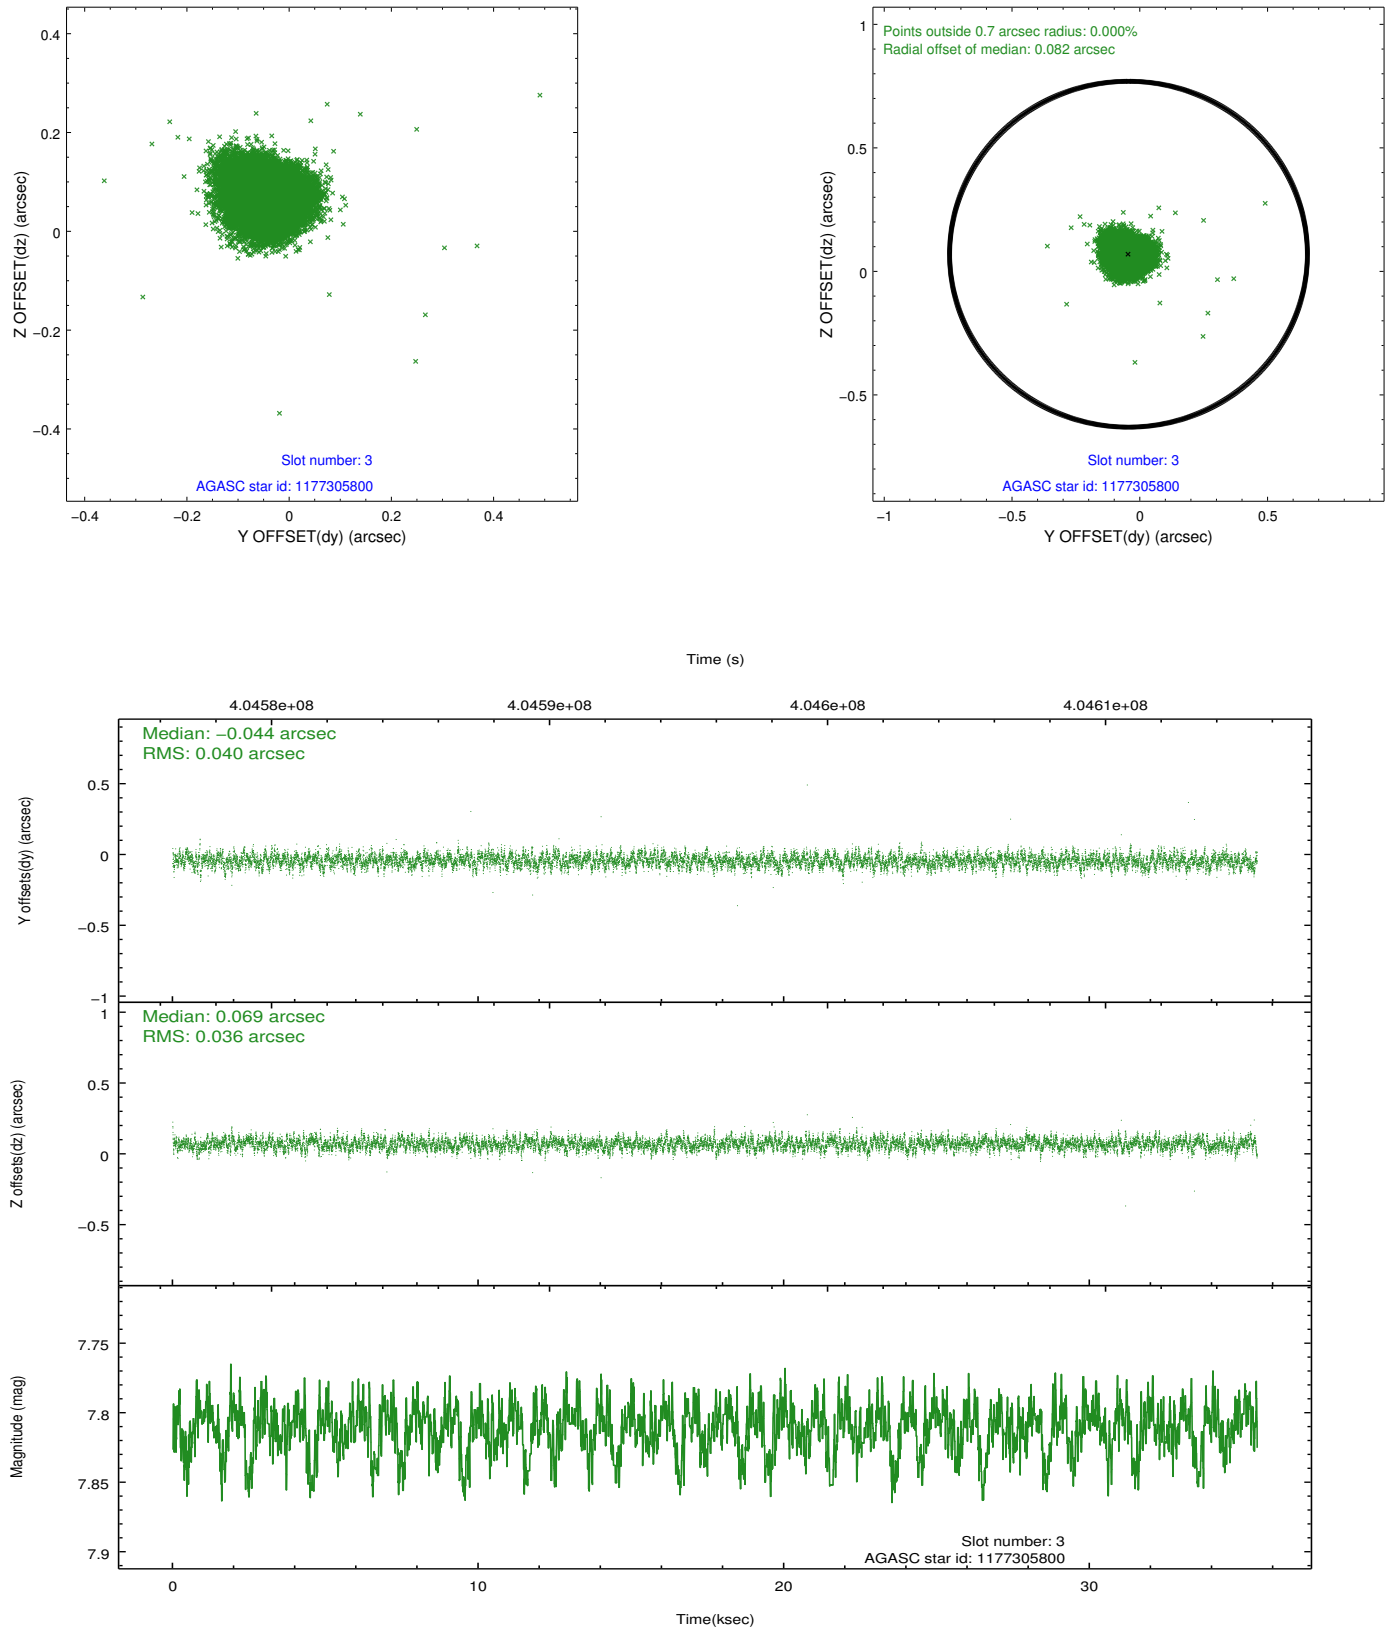 0.4
0.2
0
−0.2
−0.4
Z OFFSET(dz) (arcsec)
Slot number: 3
AGASC star id: 1177305800
−0.4 −0.2 0 0.2 0.4
Y OFFSET(dy) (arcsec)
Points outside 0.7 arcsec radius: 0.000%
Radial offset of median: 0.082 arcsec
1
0.5
0
−0.5
Z OFFSET(dz) (arcsec)
Slot number: 3
AGASC star id: 1177305800
−1 −0.5 0 0.5
Y OFFSET(dy) (arcsec)
Time (s)
4.0458e+08 4.0459e+08 4.046e+08 4.0461e+08
Median: −0.044 arcsec
RMS: 0.040 arcsec
0.5
0
−0.5
−1
Y offsets(dy) (arcsec)
Median: 0.069 arcsec
RMS: 0.036 arcsec
1
0.5
0
−0.5
Z offsets(dz) (arcsec)
7.75
7.8
7.85
7.9
Magnitude (mag)
Slot number: 3
AGASC star id: 1177305800
0 10 20 30
Time(ksec)